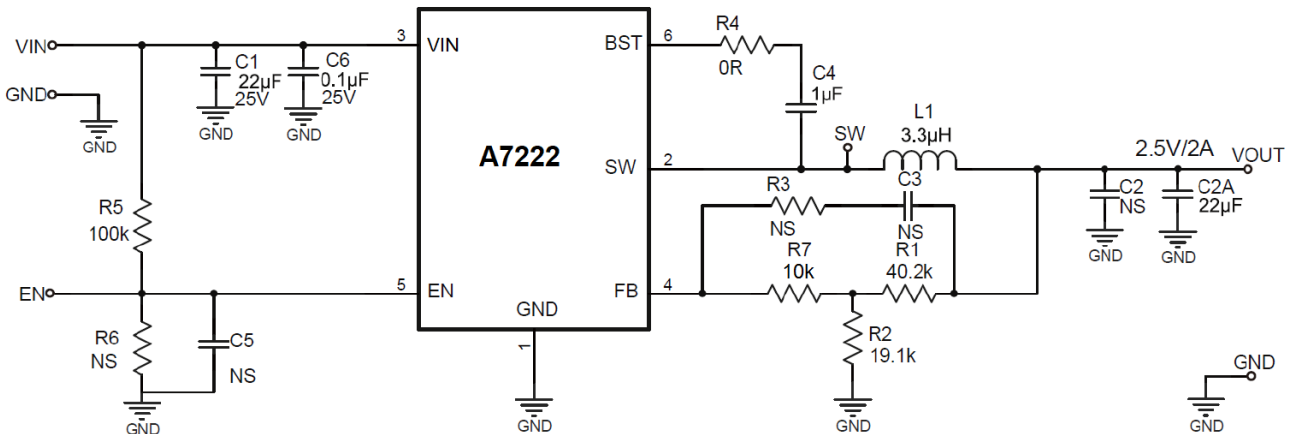 VIN
GND
GND
C1
22µF
25V
GND
C6
0.1µF
25V
GND
3
VIN
A7222
BST
6
R4
0R
C4
1µF
SW
2
SW
L1
3.3µH
2.5V/2A
VOUT
C2
NS
GND
C2A
22µF
GND
R3
NS
C3
NS
R7
10k
R1
40.2k
FB
4
R2
19.1k
GND
R5
100k
EN
5
EN
R6
NS
C5
NS
GND
GND
1
GND
GND
GND